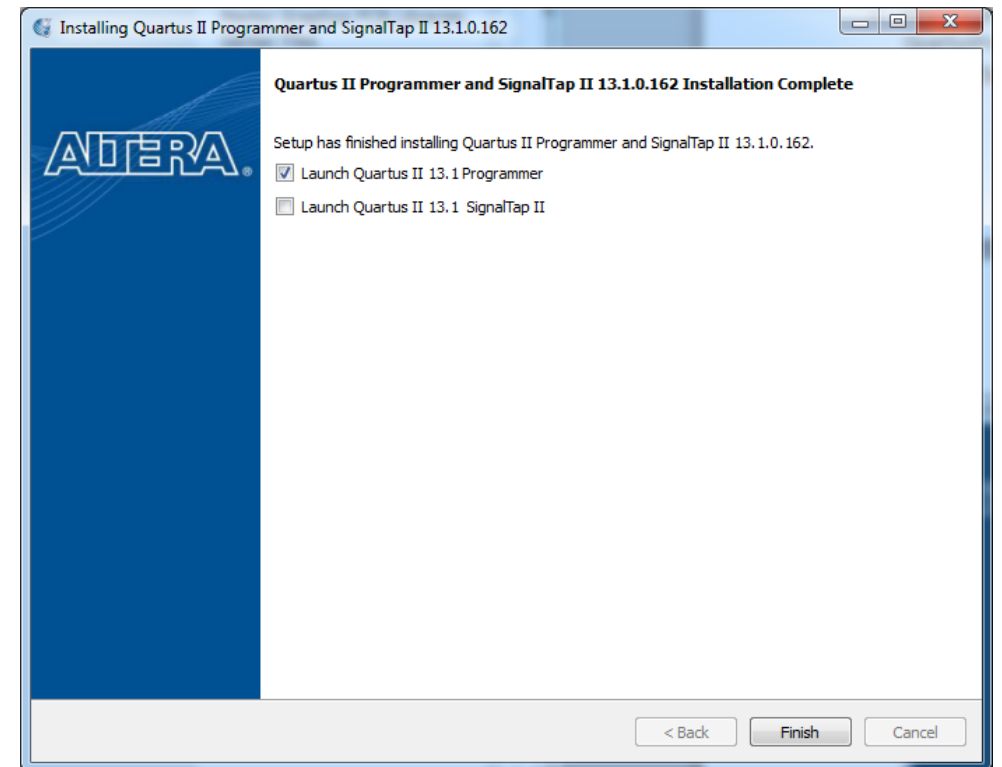 Installing Quartus II Programmer and SignalTap II 13.1.0.162
Quartus II Programmer and SignalTap II 13.1.0.162 Installation Complete
ALTERA®
Setup has finished installing Quartus II Programmer and SignalTap II 13.1.0.162.
Launch Quartus II 13.1 Programmer
Launch Quartus II 13.1 SignalTap II
< Back Finish Cancel